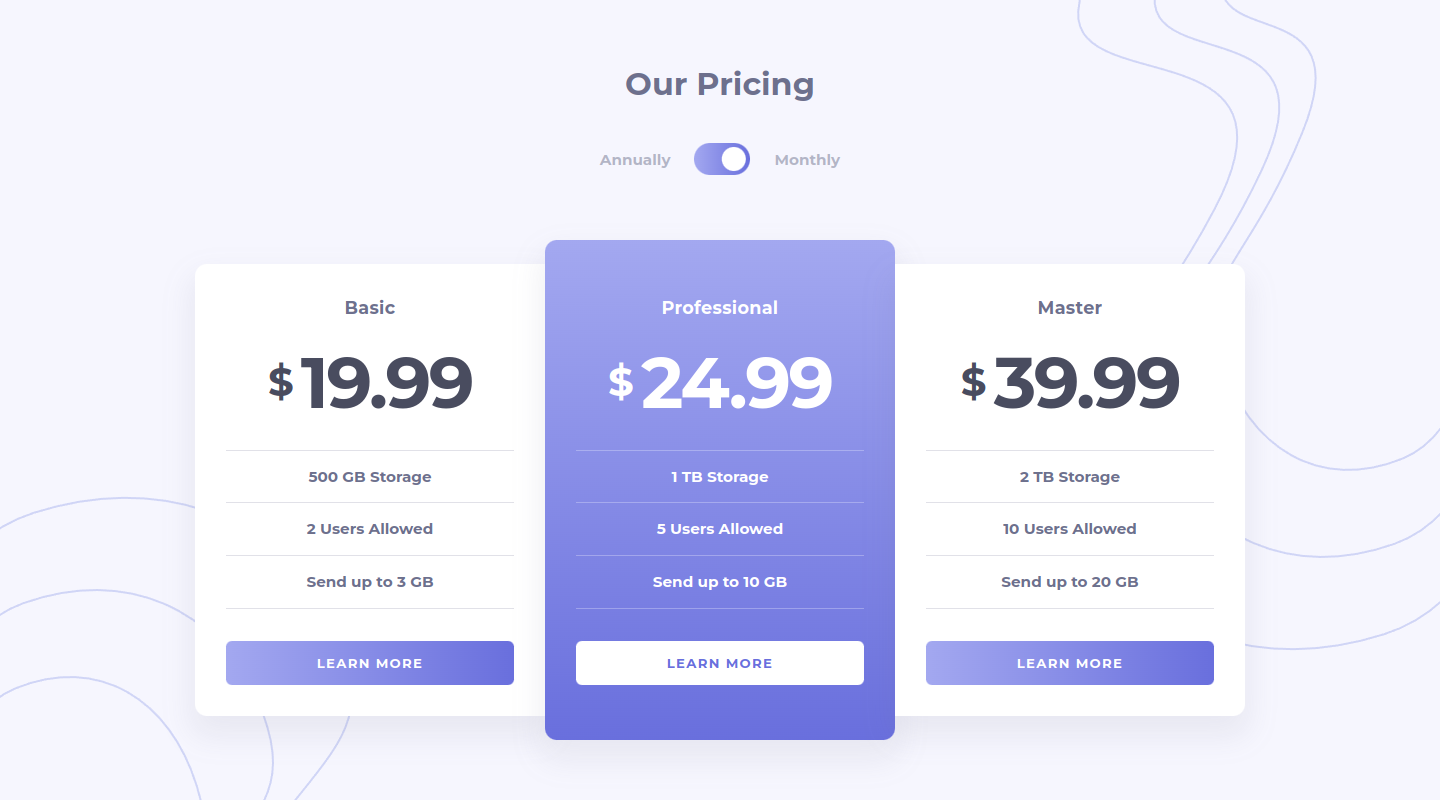 Our Pricing
Annually Monthly
Basic
$19.99
500 GB Storage
2 Users Allowed
Send up to 3 GB
LEARN MORE
Professional
$24.99
1 TB Storage
5 Users Allowed
Send up to 10 GB
LEARN MORE
Master
$39.99
2 TB Storage
10 Users Allowed
Send up to 20 GB
LEARN MORE